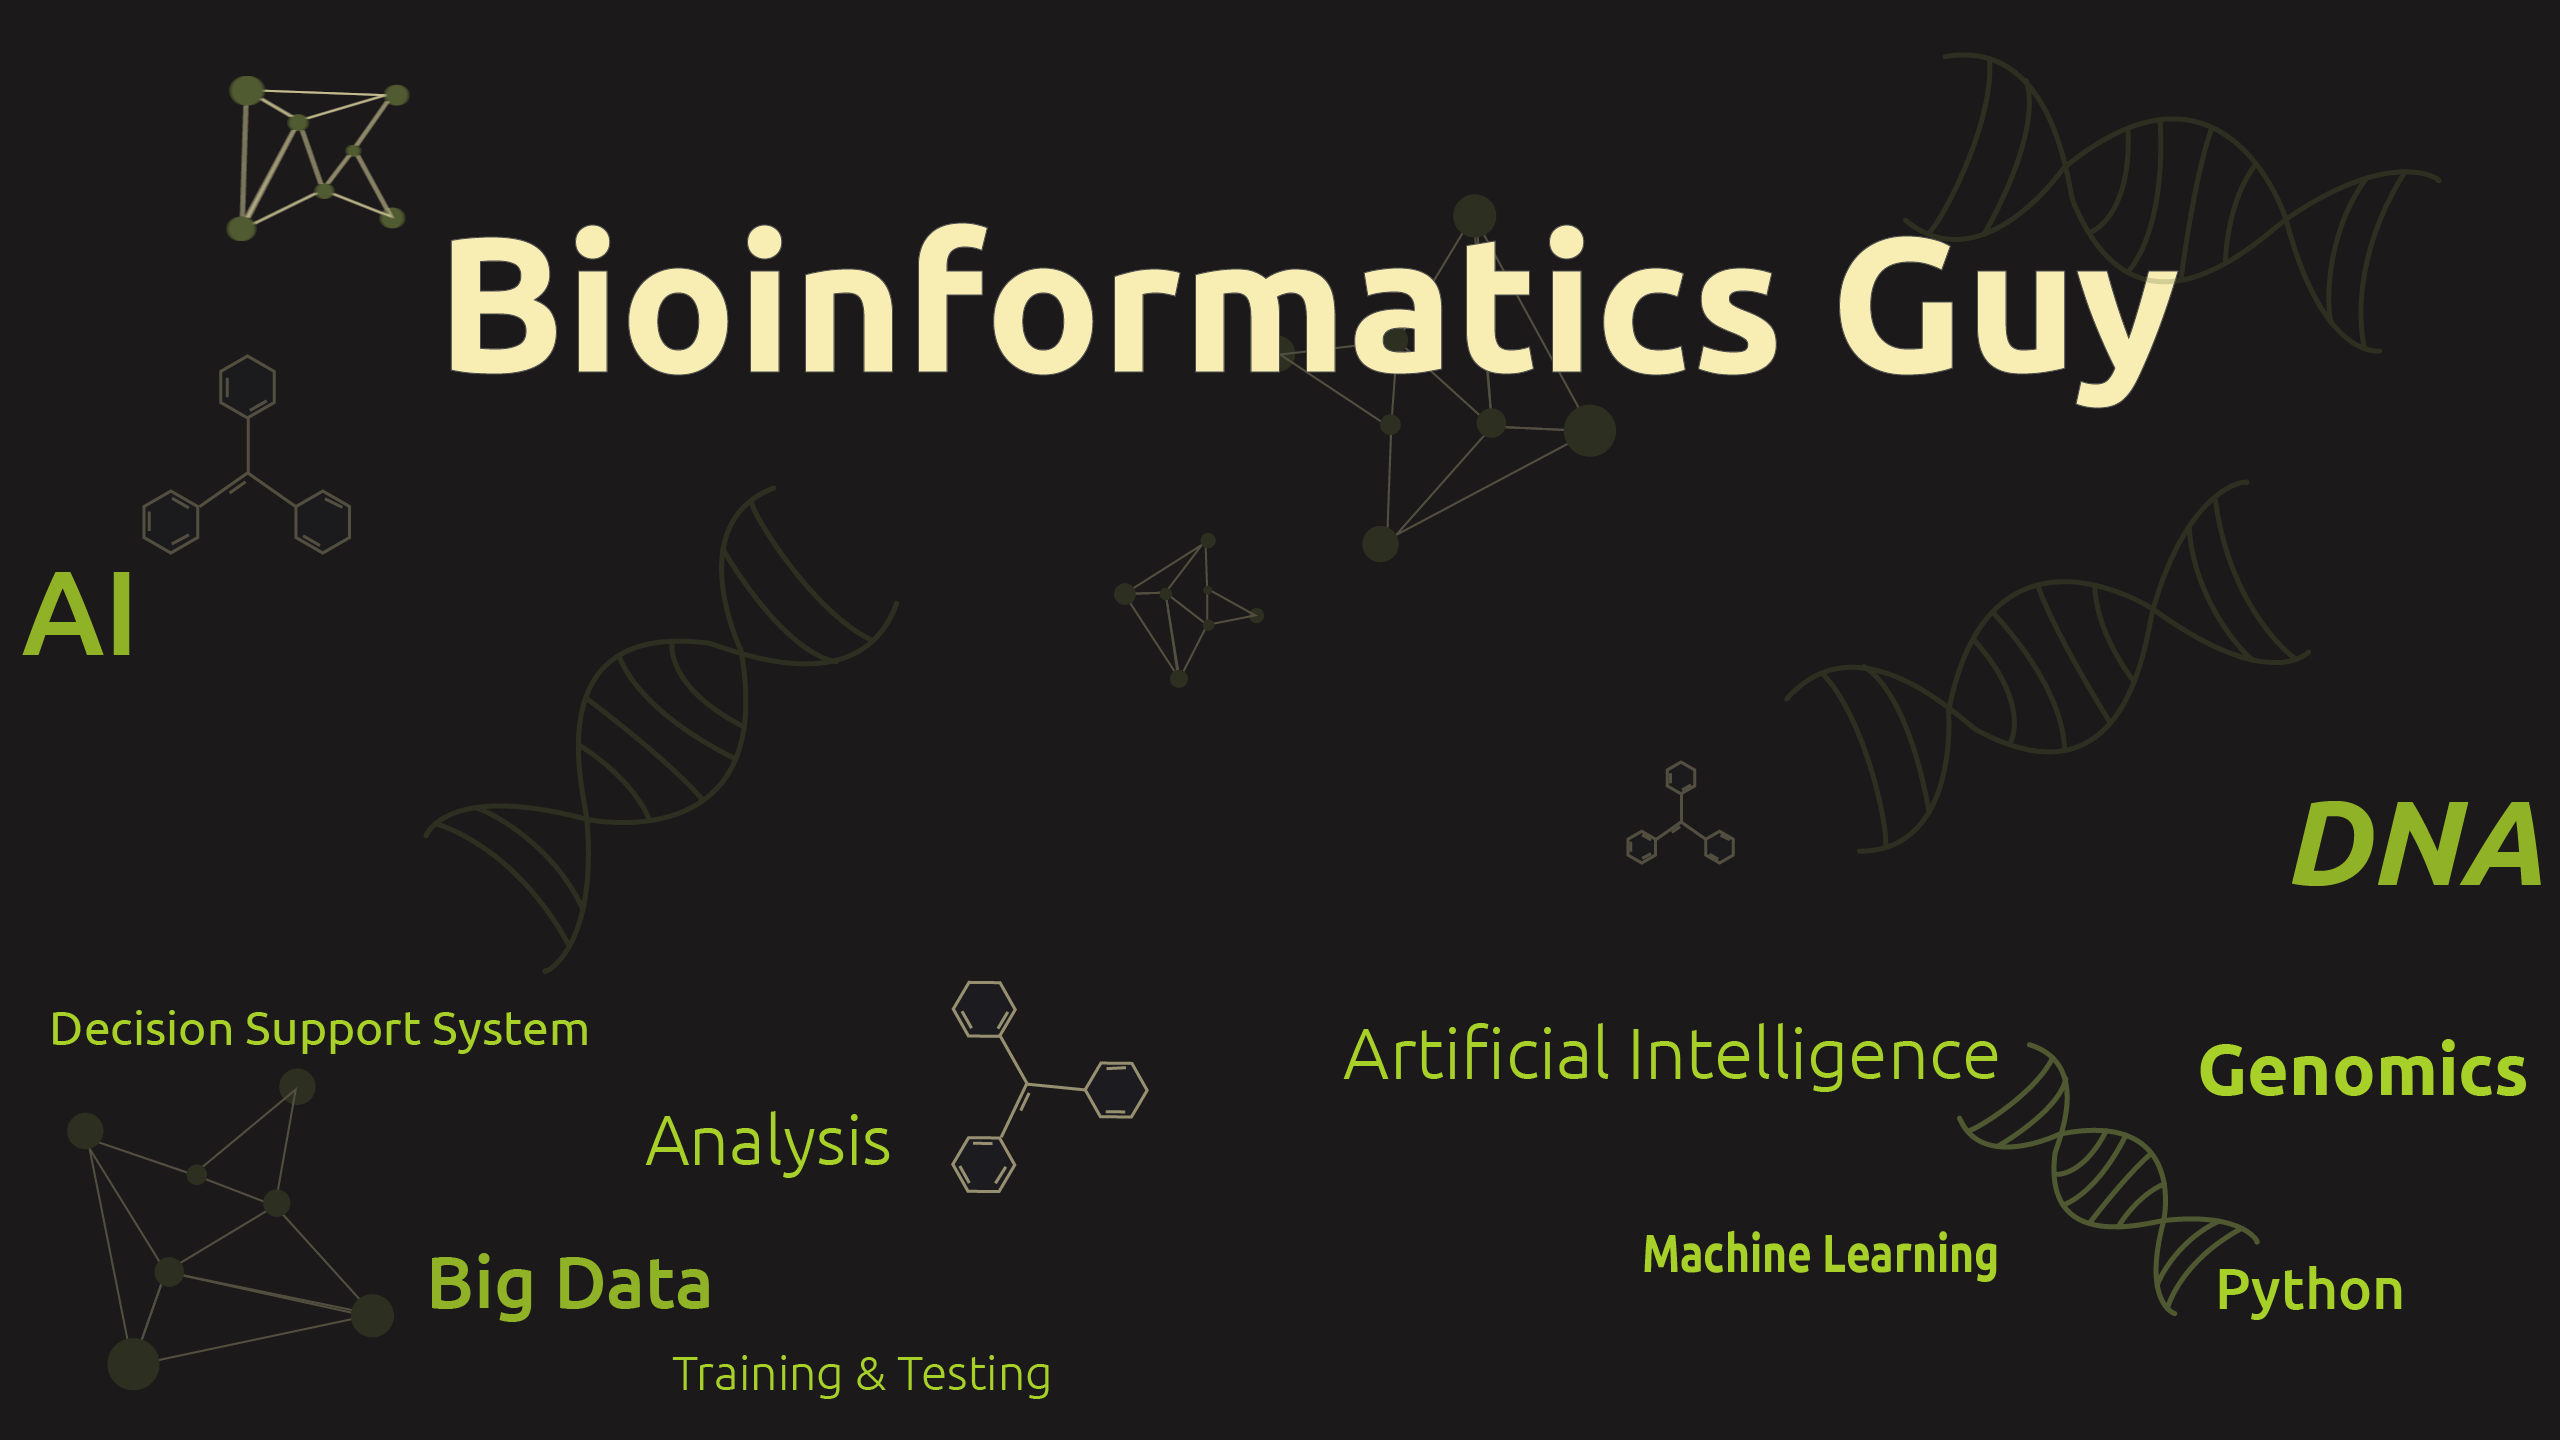 Bioinformatics Guy
AI
DNA
Decision Support System
Artificial Intelligence
Genomics
Analysis
Machine Learning
Big Data
Python
Training & Testing